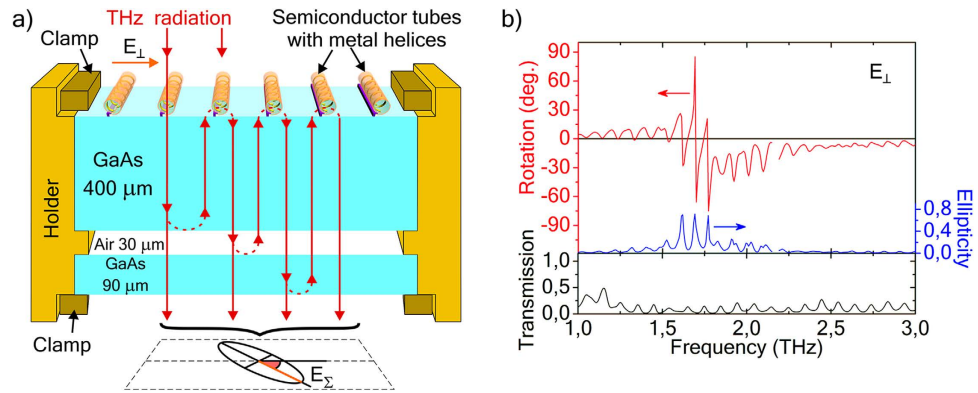 a)
THz radiation
Semiconductor tubes
with metal helices
Clamp
E⊥
GaAs
400 μm
Holder
Air 30 μm
GaAs
90 μm
Clamp
EΣ
b)
E⊥
Rotation (deg.)
90
60
30
0
-30
-60
-90
Ellipticity
0,8
0,4
0,0
Transmission
1,0
0,5
0,0
1,0
1,5
2,0
2,5
3,0
Frequency (THz)